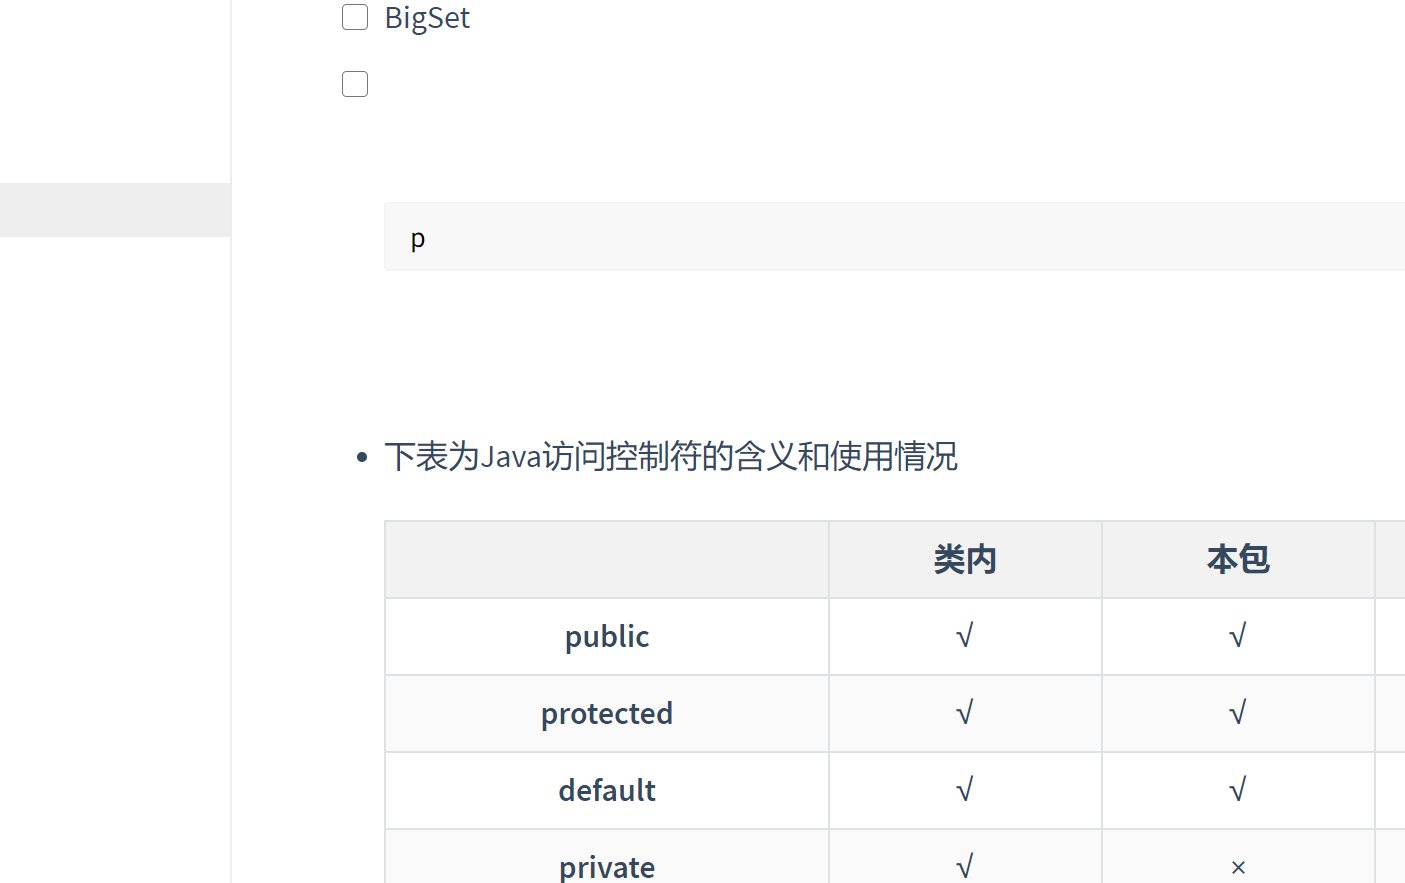 BigSet
p
下表为Java访问控制符的含义和使用情况
类内 本包
public √ √
protected √ √
default √ √
private √ ×